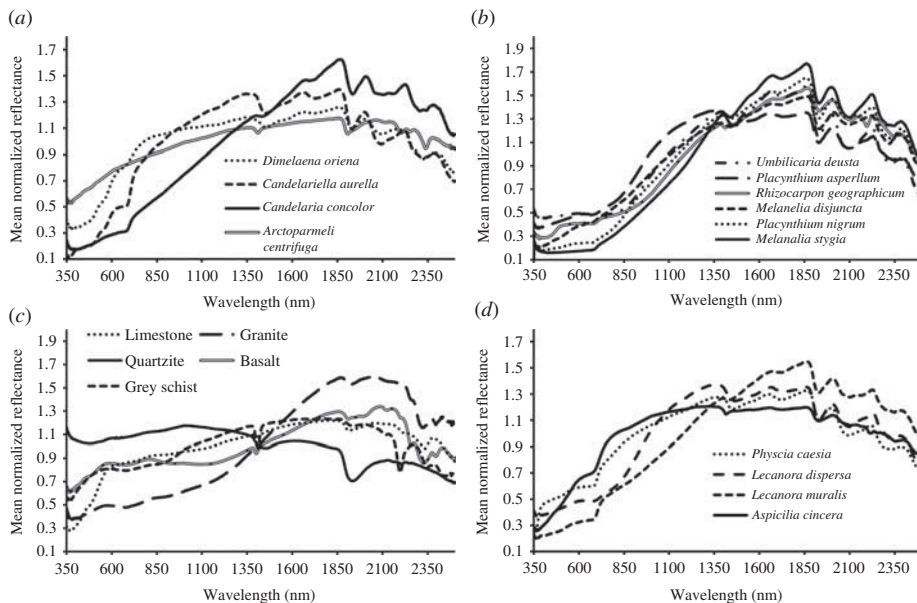 (a)
Mean normalized reflectance
1.7
1.5
1.3
1.1
0.9
0.7
0.5
0.3
0.1
Dimelaena oriena
Candelariella aurella
Candelaria concolor
Arctoparmeli
centrifuga
350 600 850 1100 1350 1600 1850 2100 2350
Wavelength (nm)
(b)
Mean normalized reflectance
1.9
1.7
1.5
1.3
1.1
0.9
0.7
0.5
0.3
0.1
Umbilicaria deusta
Placynthium asperllum
Rhizocarpon geographicum
Melanelia disjuncta
Placynthium nigrum
Melanalia stygia
350 600 850 1100 1350 1600 1850 2100 2350
Wavelength (nm)
(c)
Mean normalized reflectance
1.9
1.7
1.5
1.3
1.1
0.9
0.7
0.5
0.3
0.1
Limestone Granite
Quartzite Basalt
Grey schist
350 600 850 1100 1350 1600 1850 2100 2350
Wavelength (nm)
(d)
Mean normalized reflectance
1.9
1.7
1.5
1.3
1.1
0.9
0.7
0.5
0.3
0.1
Physcia caesia
Lecanora dispersa
Lecanora muralis
Aspicilia cincera
350 600 850 1100 1350 1600 1850 2100 2350
Wavelength (nm)